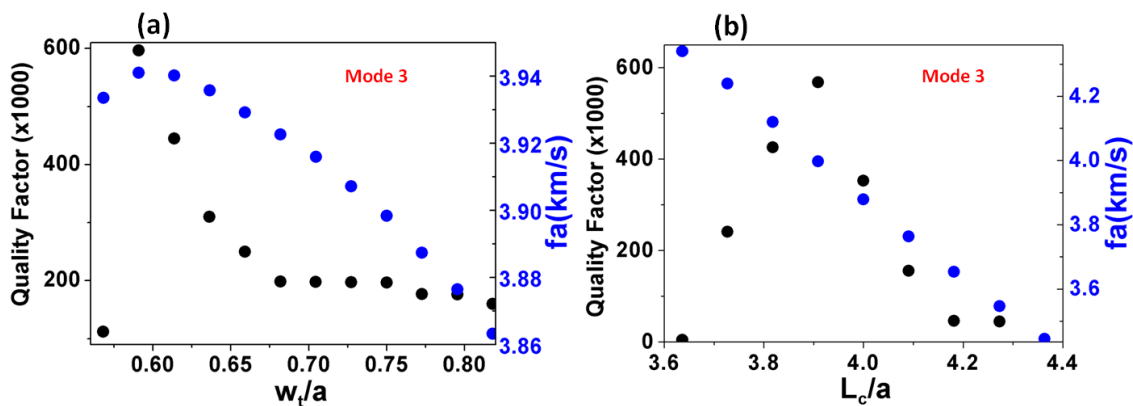 (a)
Mode 3
Quality Factor (x1000)
600
400
200
fa(km/s)
3.94
3.92
3.90
3.88
3.86
0.60
0.65
0.70
0.75
0.80
w_t/a
(b)
Mode 3
Quality Factor (x1000)
600
400
200
0
fa(km/s)
4.2
4.0
3.8
3.6
3.6
3.8
4.0
4.2
4.4
L_c/a